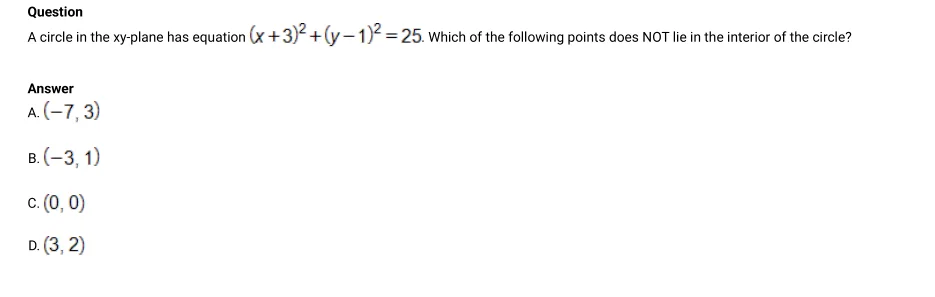 Question
A circle in the xy-plane has equation (x+3)²+(y−1)²=25. Which of the following points does NOT lie in the interior of the circle?
Answer
A. (−7, 3)
B. (−3, 1)
C. (0, 0)
D. (3, 2)